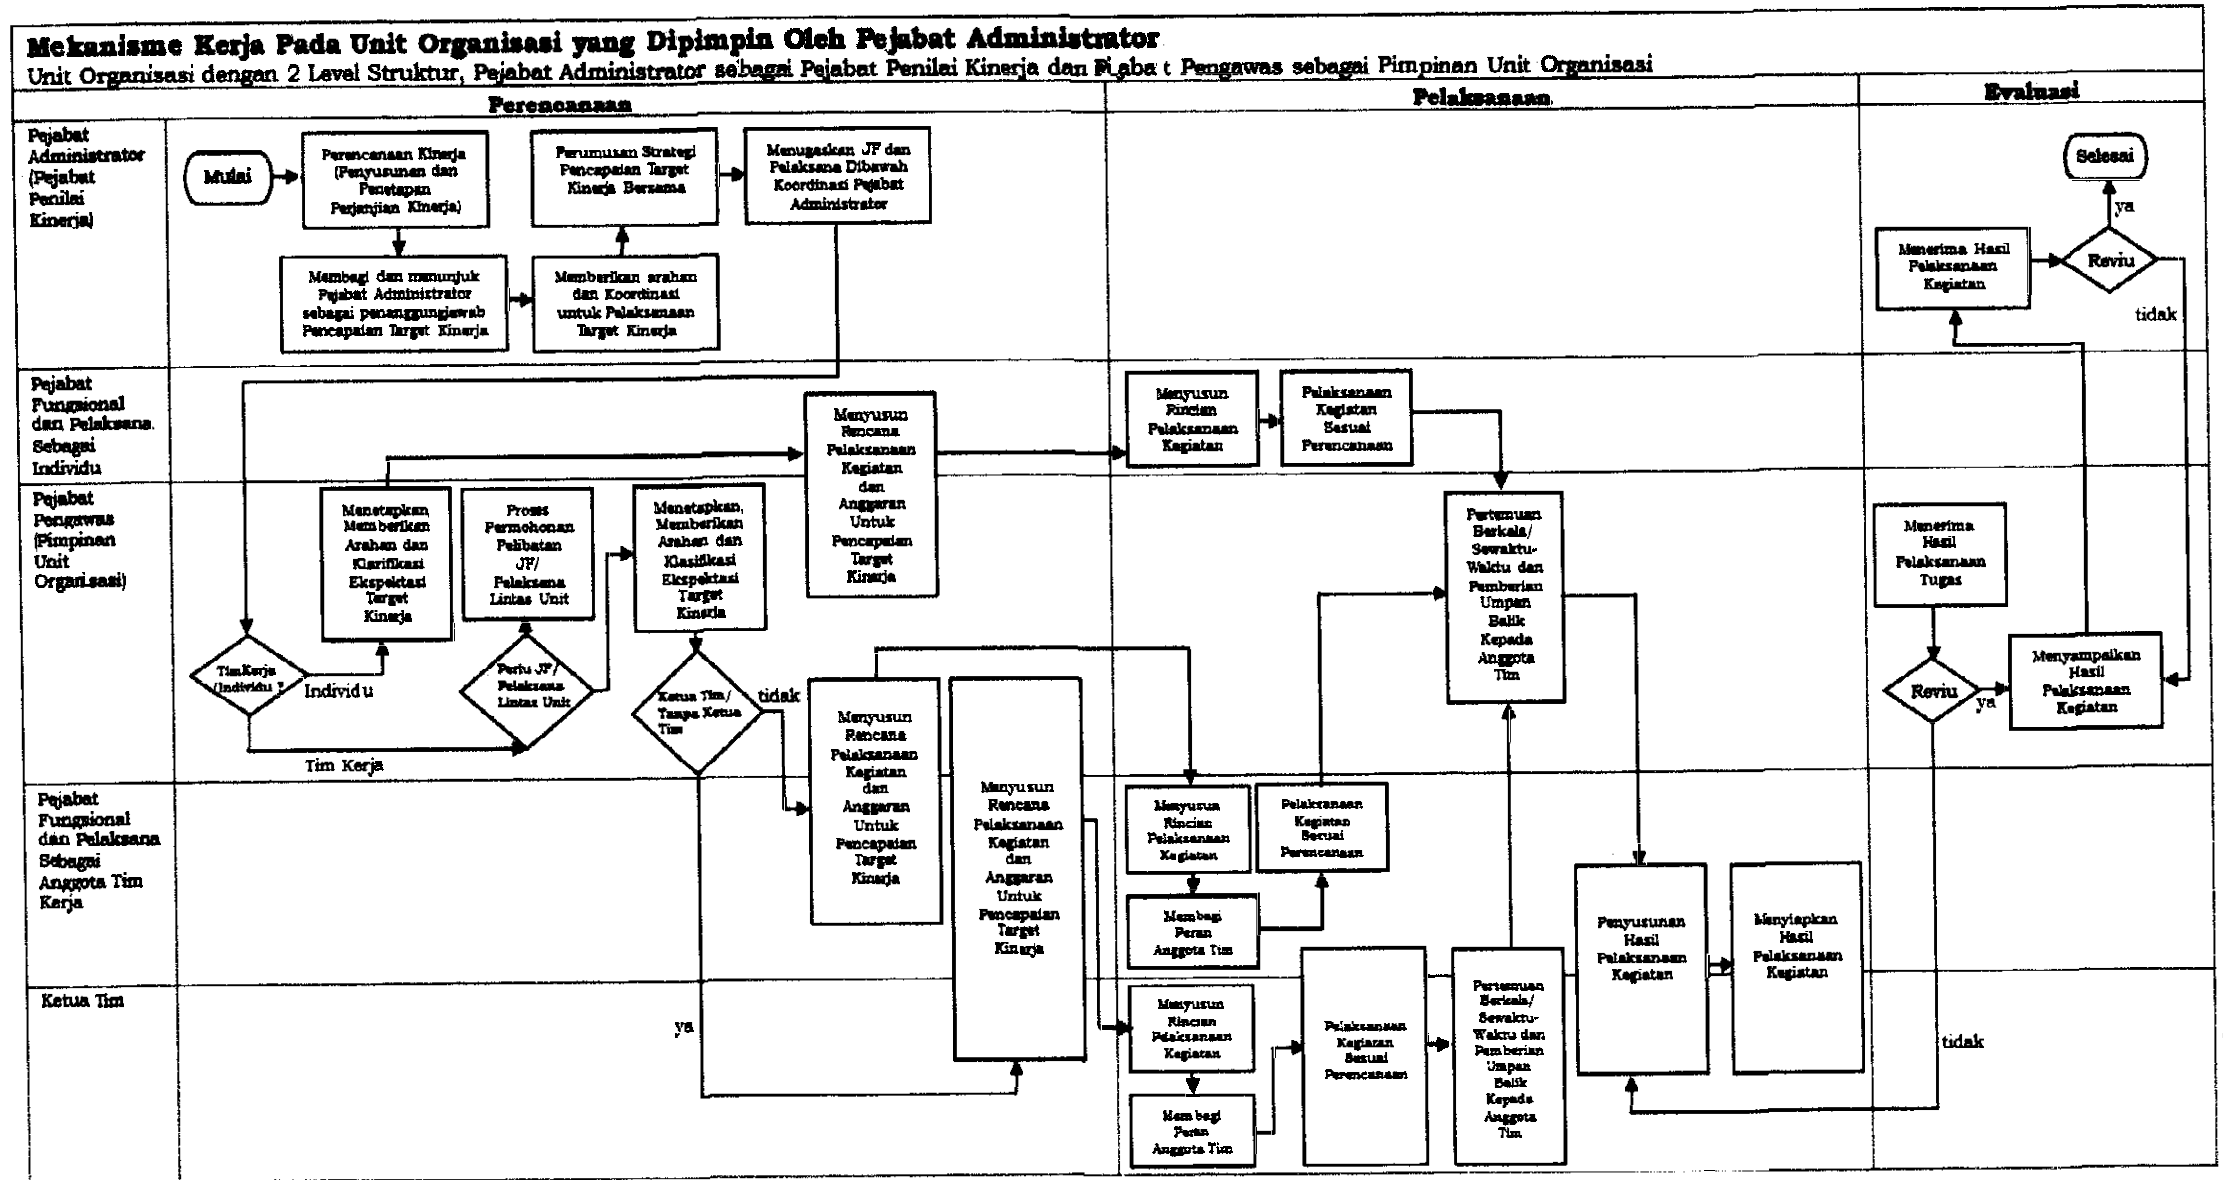 Mekanisme Kerja Pada Unit Organisasi yang Dipimpin Oleh Pejabat Administrator
Unit Organisasi dengan 2 Level Struktur, Pejabat Administrator sebagai Pejabat Penilai Kinerja dan Pengawas sebagai Pimpinan Unit Organisasi
Perencanaan
Pelaksanaan
Evaluasi
Pejabat
Administrator
(Pejabat
Penilai
Kinerja)
Mulai
Perencanaan Kinerja
(Penyusunan dan
Penetapan
Perjanjian Kinerja)
Perumusan Strategi
Pencapaian Target
Kinerja Bersama
Menugaskan JF dan
Pelaksana Dibawah
Koordinasi Pejabat
Administrator
Membagi dan menunjuk
Pejabat Administrator
sebagai penanggungjawab
Pencapaian Target Kinerja
Memberikan arahan
dan Koordinasi
untuk Pelaksanaan
Target Kinerja
Selesai
ya
Menerima Hasil
Pelaksanaan
Kegiatan
Reviu
tidak
Pejabat
Fungsional
dan Pelaksana
Sebagai
Individu
Menyusun
Rencana
Pelaksanaan
Kegiatan
dan
Anggaran
Untuk
Pencapaian
Target
Kinerja
Menyusun
Rincian
Pelaksanaan
Kegiatan
Pelaksanaan
Kegiatan
Sesuai
Perencanaan
Pejabat
Pengawas
(Pimpinan
Unit
Organisasi)
TimKerja
/Individu ?
Individu
Tim Kerja
Menetapkan,
Memberikan
Arahan dan
Klarifikasi
Ekspektasi
Target
Kinerja
Proses
Permohonan
Pelibatan
JF/
Pelaksana
Lintas Unit
Perlu JF/
Pelaksana
Lintas Unit
Menetapkan,
Memberikan
Arahan dan
Klasifikasi
Ekspektasi
Target
Kinerja
Ketua Tim/
Tanpa Ketua
Tim
tidak
Menyusun
Rencana
Pelaksanaan
Kegiatan
dan
Anggaran
Untuk
Pencapaian
Target
Kinerja
Menyusun
Rencana
Pelaksanaan
Kegiatan
dan
Anggaran
Untuk
Pencapaian
Target
Kinerja
Pertemuan
Berkala/
Sewaktu-
Waktu dan
Pemberian
Umpan
Balik
Kepada
Anggota
Tim
Menerima
Hasil
Pelaksanaan
Tugas
Reviu
ya
Menyampaikan
Hasil
Pelaksanaan
Kegiatan
Pejabat
Fungsional
dan Pelaksana
Sebagai
Anggota Tim
Kerja
Menyusun
Rincian
Pelaksanaan
Kegiatan
Pelaksanaan
Kegiatan
Sesuai
Perencanaan
Membagi
Peran
Anggota Tim
Penyusunan
Hasil
Pelaksanaan
Kegiatan
Menyiapkan
Hasil
Pelaksanaan
Kegiatan
Ketua Tim
ya
Menyusun
Rincian
Pelaksanaan
Kegiatan
Membagi
Peran
Anggota Tim
Pelaksanaan
Kegiatan
Sesuai
Perencanaan
Pertemuan
Berkala/
Sewaktu-
Waktu dan
Pemberian
Umpan
Balik
Kepada
Anggota
Tim
tidak